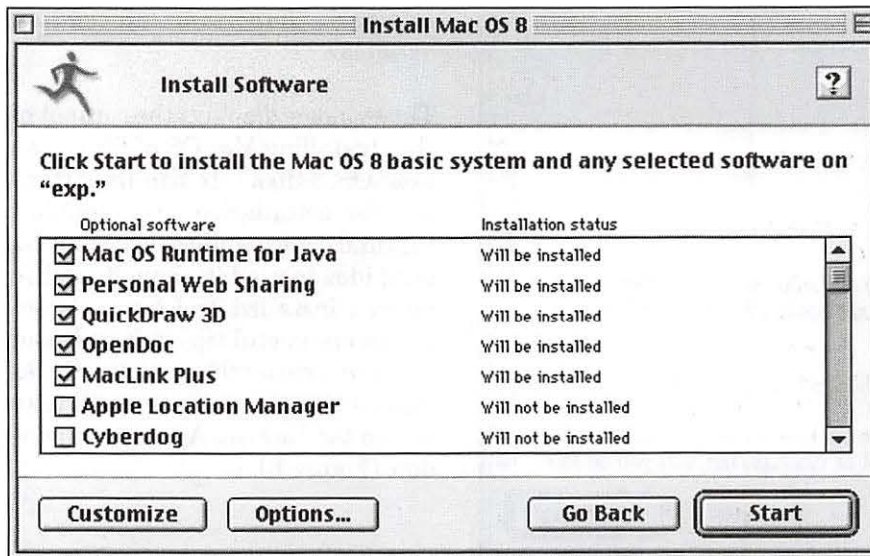 Install Mac OS 8
Install Software
?
Click Start to install the Mac OS 8 basic system and any selected software on
“exp.”
Optional software Installation status
Mac OS Runtime for Java Will be installed
Personal Web Sharing Will be installed
QuickDraw 3D Will be installed
OpenDoc Will be installed
MacLink Plus Will be installed
Apple Location Manager Will not be installed
Cyberdog Will not be installed
Customize Options... Go Back Start